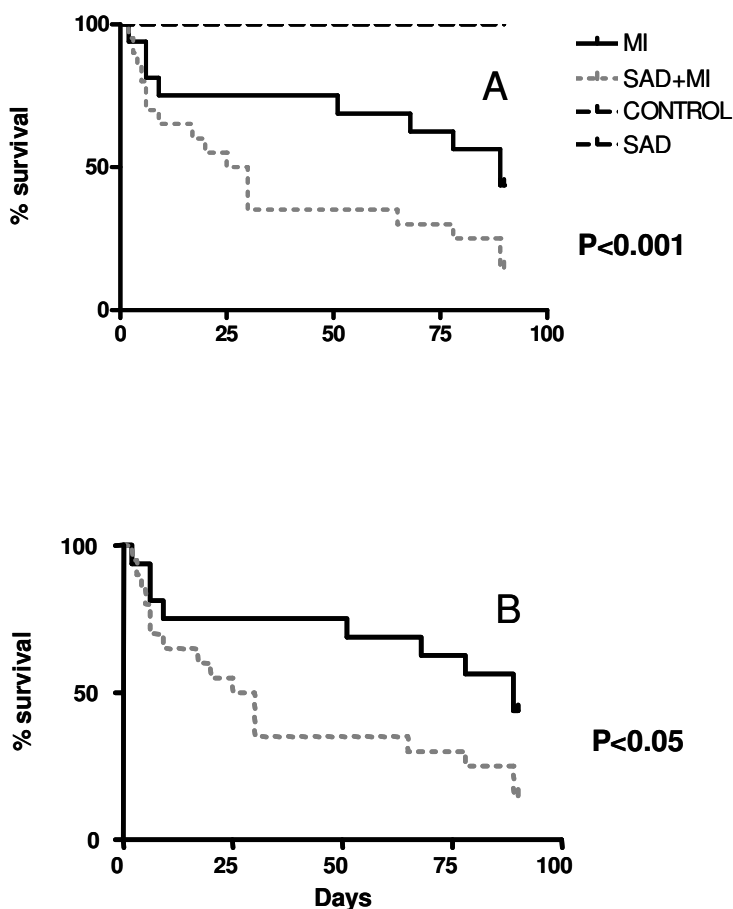 100
50
0
0 25 50 75 100
% survival
A
MI
SAD+MI
CONTROL
SAD
P<0.001
100
50
0
0 25 50 75 100
% survival
B
P<0.05
Days